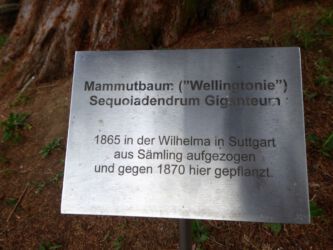 Mammutbaum ("Wellingtonie")
Sequoiadendrum Giganteum
1865 in der Wilhelma in Suttgart
aus Sämling aufgezogen
und gegen 1870 hier gepflanzt.